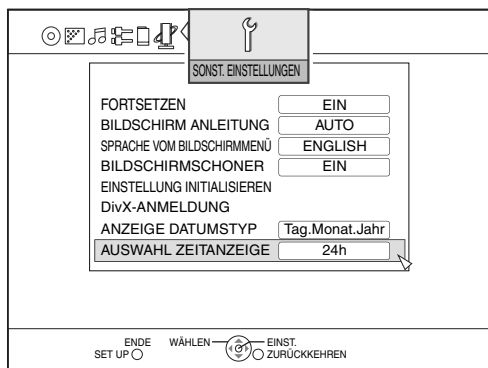 SONST. EINSTELLUNGEN
FORTSETZEN EIN
BILDSCHIRM ANLEITUNG AUTO
SPRACHE VOM BILDSCHIRMMENÜ ENGLISH
BILDSCHIRMSCHONER EIN
EINSTELLUNG INITIALISIEREN
DivX-ANMELDUNG
ANZEIGE DATUMSTYP Tag.Monat.Jahr
AUSWAHL ZEITANZEIGE 24h
ENDE WÄHLEN EINST.
SET UP ZURÜCKKEHREN